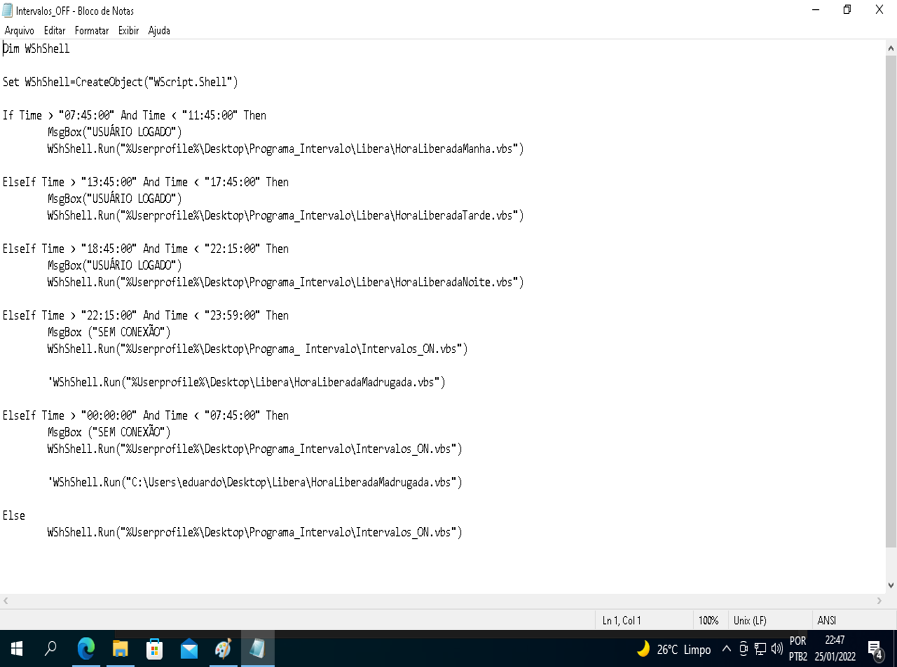 Intervalos_OFF - Bloco de Notas
Arquivo Editar Formatar Exibir Ajuda
Dim WShShell
Set WShShell=CreateObject("WScript.Shell")
If Time > "07:45:00" And Time < "11:45:00" Then
MsgBox("USUÁRIO LOGADO")
WShShell.Run("%Userprofile%\Desktop\Programa_Intervalo\Libera\HoraLiberadaManha.vbs")
ElseIf Time > "13:45:00" And Time < "17:45:00" Then
MsgBox("USUÁRIO LOGADO")
WShShell.Run("%Userprofile%\Desktop\Programa_Intervalo\Libera\HoraLiberadaTarde.vbs")
ElseIf Time > "18:45:00" And Time < "22:15:00" Then
MsgBox("USUÁRIO LOGADO")
WShShell.Run("%Userprofile%\Desktop\Programa_Intervalo\Libera\HoraLiberadaNoite.vbs")
ElseIf Time > "22:15:00" And Time < "23:59:00" Then
MsgBox ("SEM CONEXÃO")
WShShell.Run("%Userprofile%\Desktop\Programa_ Intervalo\Intervalos_ON.vbs")
'WShShell.Run("%Userprofile%\Desktop\Libera\HoraLiberadaMadrugada.vbs")
ElseIf Time > "00:00:00" And Time < "07:45:00" Then
MsgBox ("SEM CONEXÃO")
WShShell.Run("%Userprofile%\Desktop\Programa_Intervalo\Intervalos_ON.vbs")
'WShShell.Run("C:\Users\eduardo\Desktop\Libera\HoraLiberadaMadrugada.vbs")
Else
WShShell.Run("%Userprofile%\Desktop\Programa_Intervalo\Intervalos_ON.vbs")
Ln 1, Col 1 100% Unix (LF) ANSI
26°C Limpo POR 22:47
PTB2 25/01/2022 4